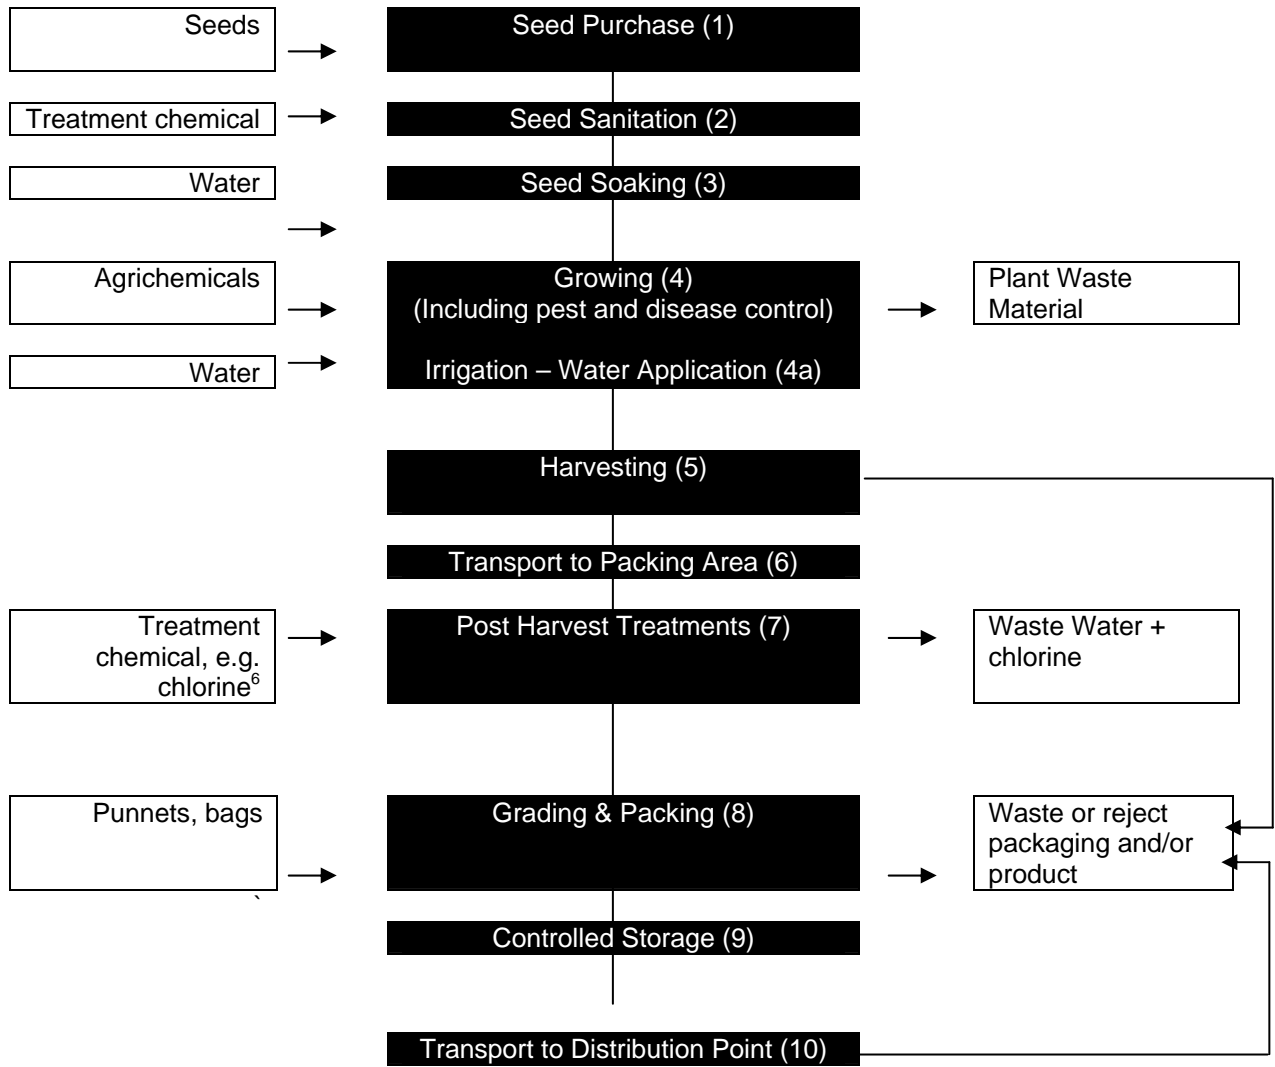 Seeds
Seed Purchase (1)
Treatment chemical
Seed Sanitation (2)
Water
Seed Soaking (3)
Agrichemicals
Growing (4)
(Including pest and disease control)
Plant Waste
Material
Water
Irrigation – Water Application (4a)
Harvesting (5)
Transport to Packing Area (6)
Treatment
chemical, e.g.
chlorine⁶
Post Harvest Treatments (7)
Waste Water +
chlorine
Punnets, bags
`
Grading & Packing (8)
Waste or reject
packaging and/or
product
Controlled Storage (9)
Transport to Distribution Point (10)